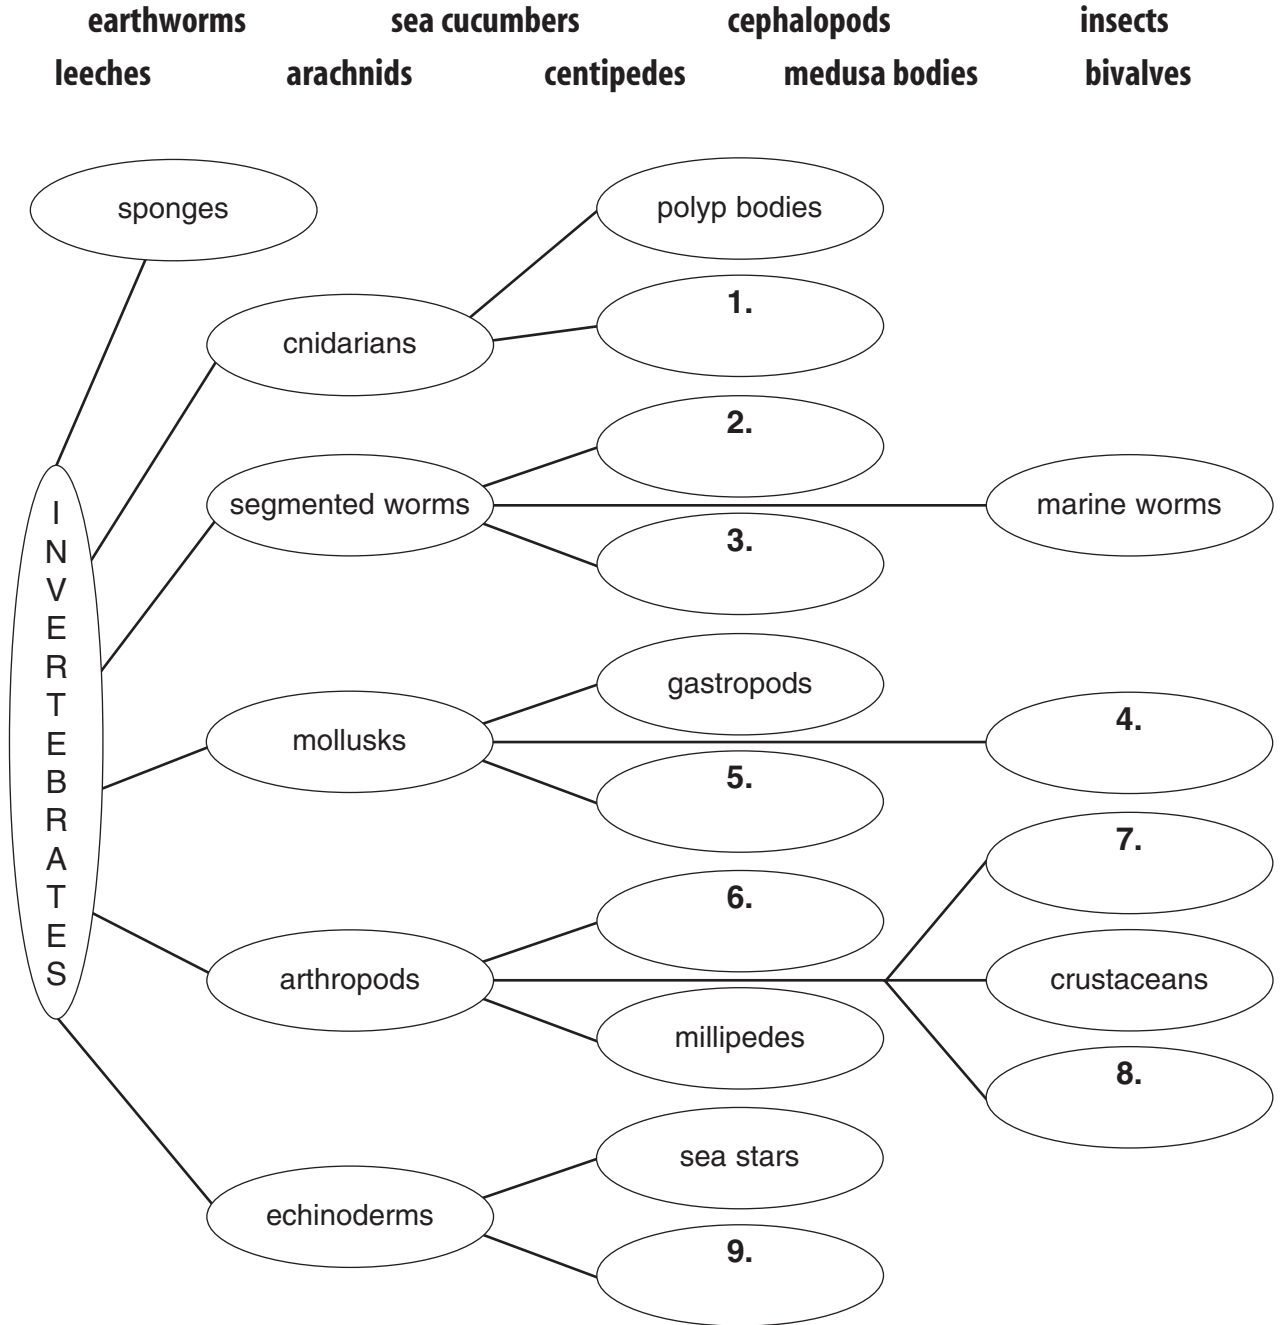 earthworms sea cucumbers cephalopods insects
leeches arachnids centipedes medusa bodies bivalves
sponges
polyp bodies
1.
cnidarians
2.
segmented worms
marine worms
3.
INVERTEBRATES
gastropods
mollusks
4.
5.
7.
6.
arthropods
crustaceans
millipedes
8.
sea stars
echinoderms
9.